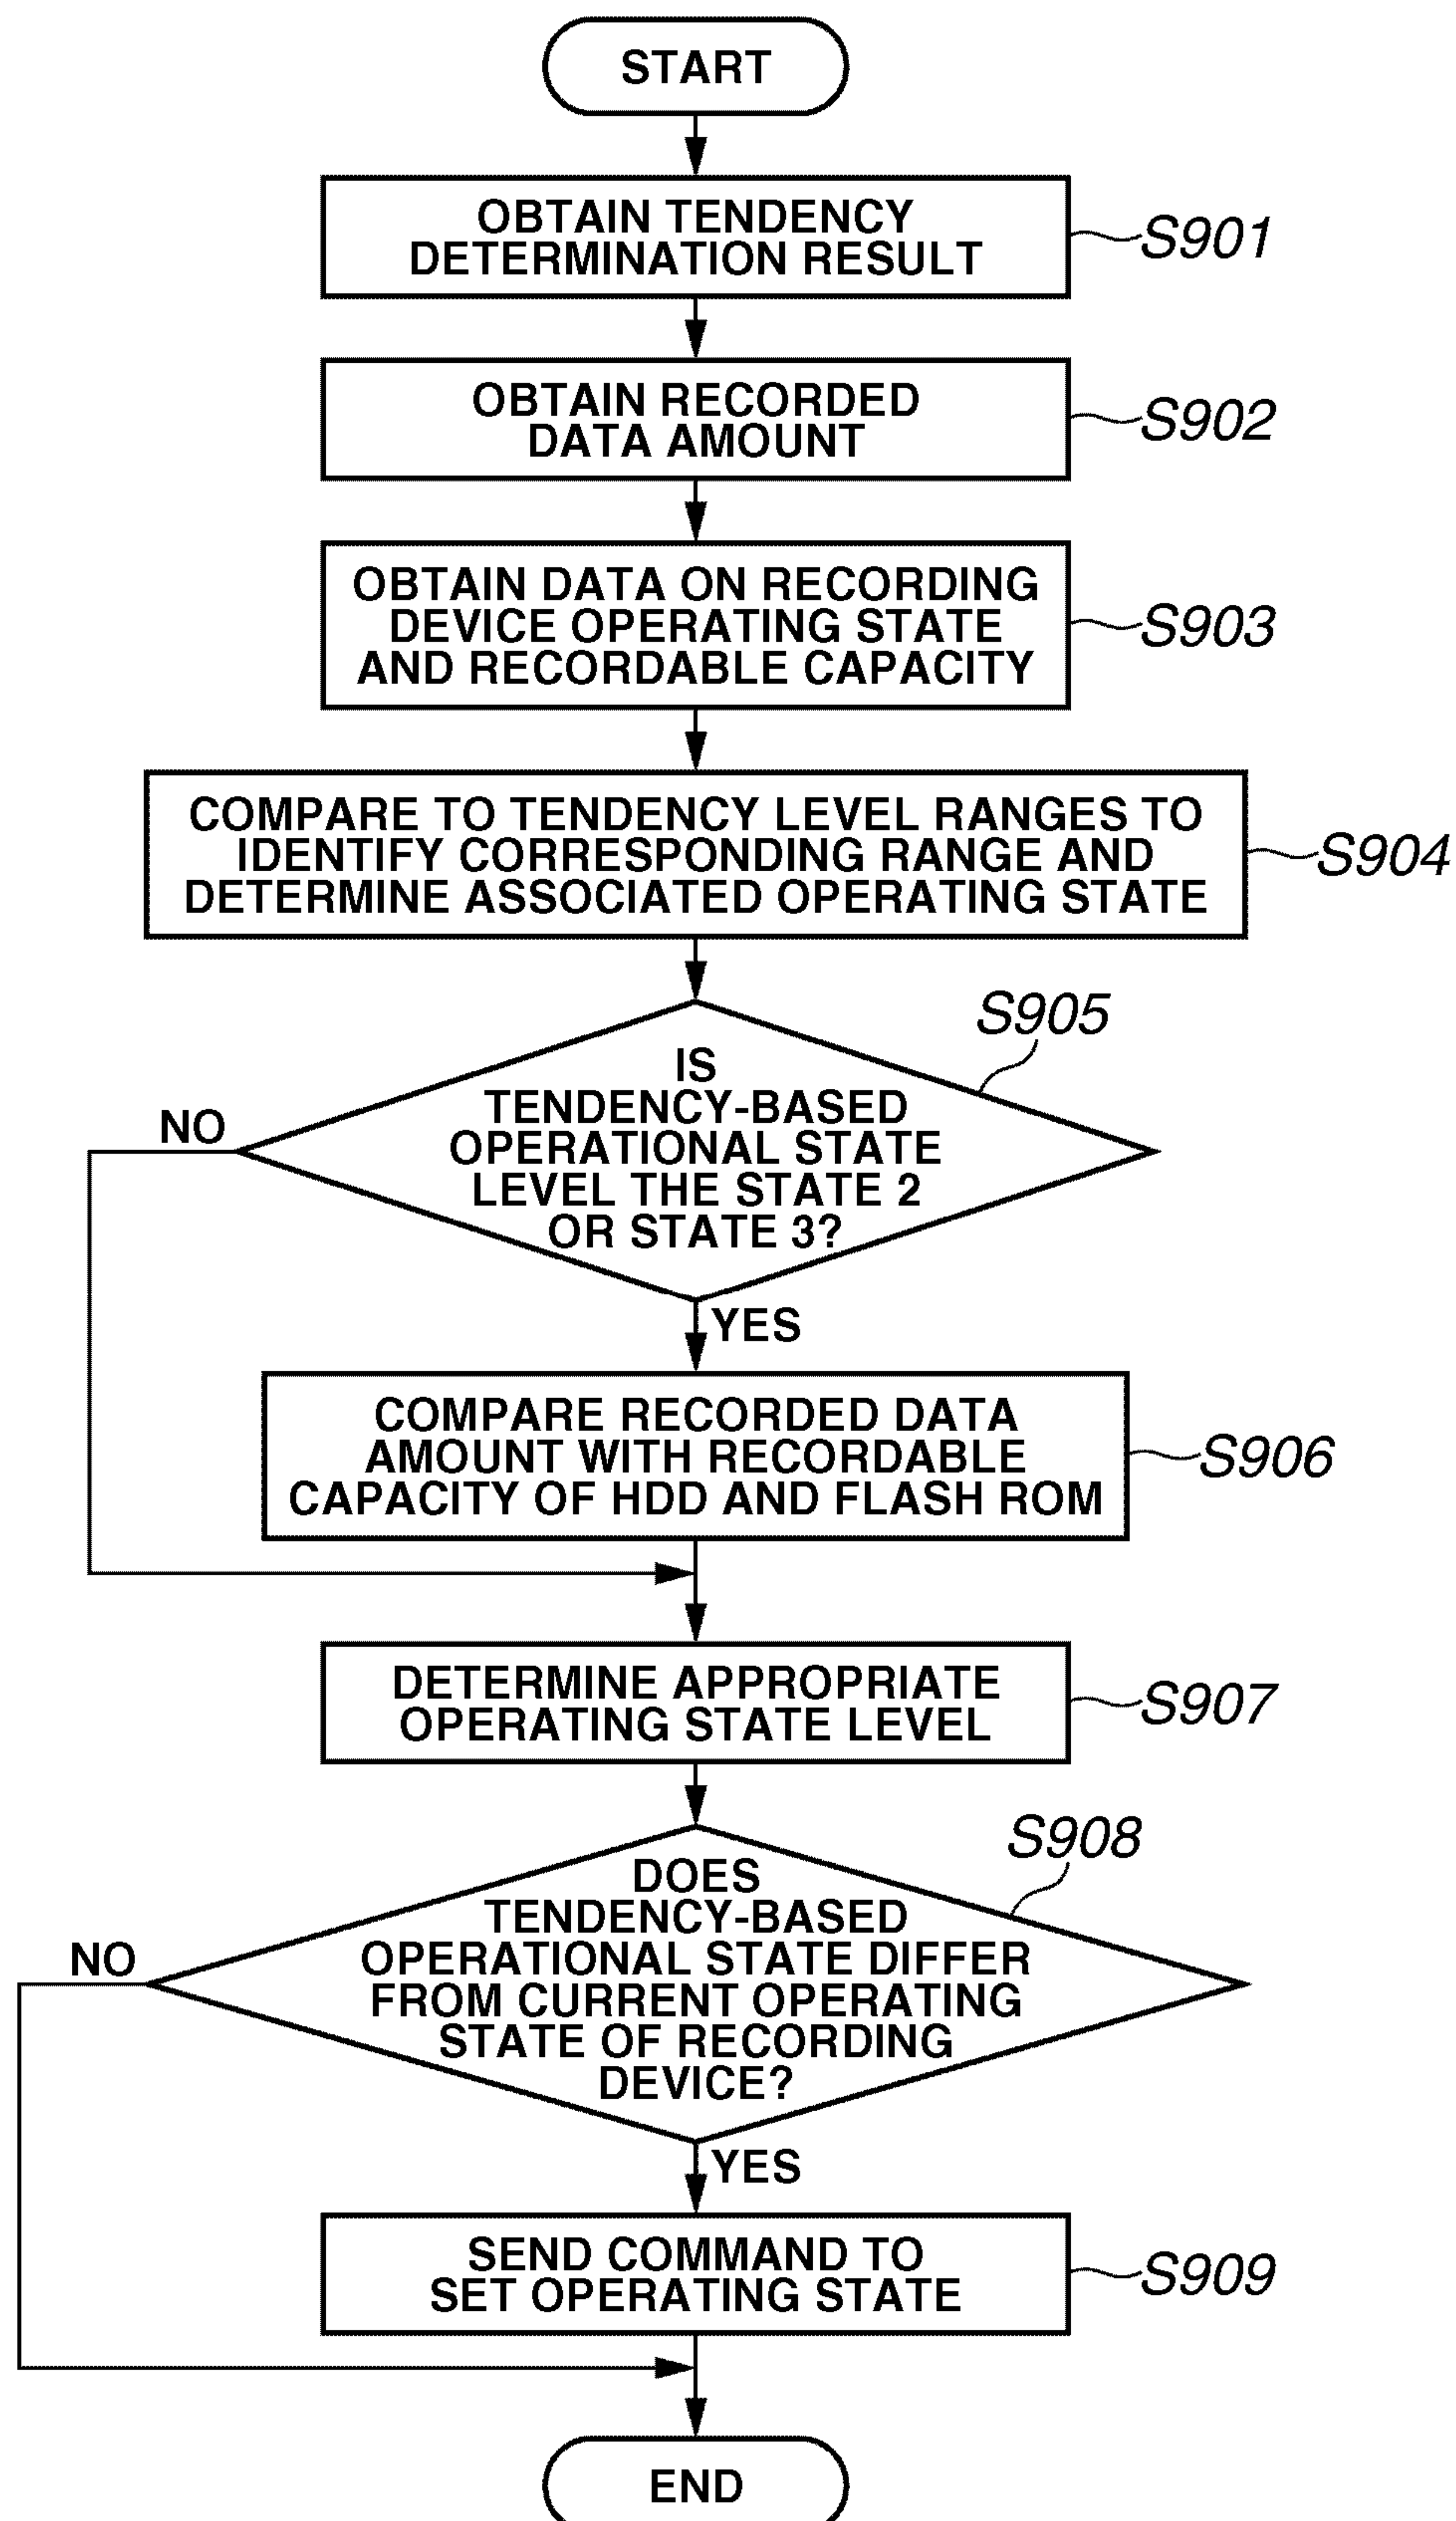 START
OBTAIN TENDENCY
DETERMINATION RESULT
S901
OBTAIN RECORDED
DATA AMOUNT
S902
OBTAIN DATA ON RECORDING
DEVICE OPERATING STATE
AND RECORDABLE CAPACITY
S903
COMPARE TO TENDENCY LEVEL RANGES TO
IDENTIFY CORRESPONDING RANGE AND
DETERMINE ASSOCIATED OPERATING STATE
S904
S905
IS
TENDENCY-BASED
OPERATIONAL STATE
LEVEL THE STATE 2
OR STATE 3?
NO
YES
COMPARE RECORDED DATA
AMOUNT WITH RECORDABLE
CAPACITY OF HDD AND FLASH ROM
S906
DETERMINE APPROPRIATE
OPERATING STATE LEVEL
S907
S908
DOES
TENDENCY-BASED
OPERATIONAL STATE DIFFER
FROM CURRENT OPERATING
STATE OF RECORDING
DEVICE?
NO
YES
SEND COMMAND TO
SET OPERATING STATE
S909
END